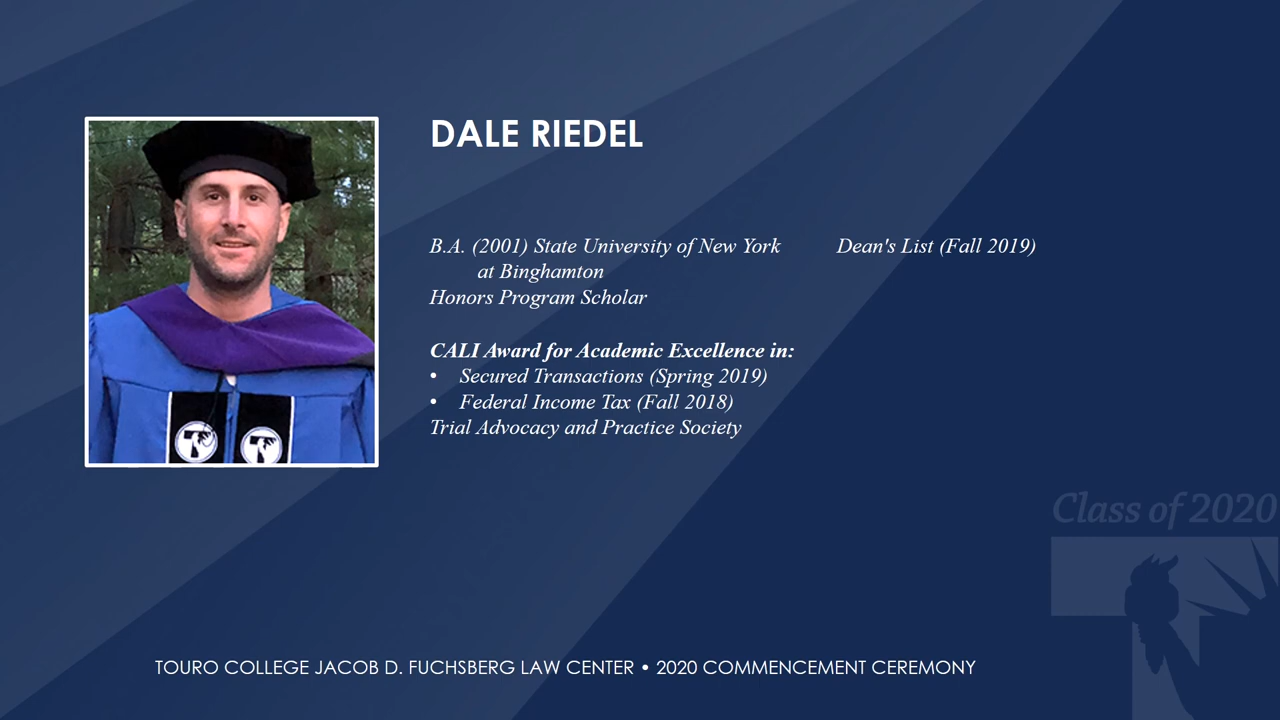 DALE RIEDEL
B.A. (2001) State University of New York
at Binghamton
Honors Program Scholar
CALI Award for Academic Excellence in:
• Secured Transactions (Spring 2019)
• Federal Income Tax (Fall 2018)
Trial Advocacy and Practice Society
Dean's List (Fall 2019)
Class of 2020
TOURO COLLEGE JACOB D. FUCHSBERG LAW CENTER • 2020 COMMENCEMENT CEREMONY